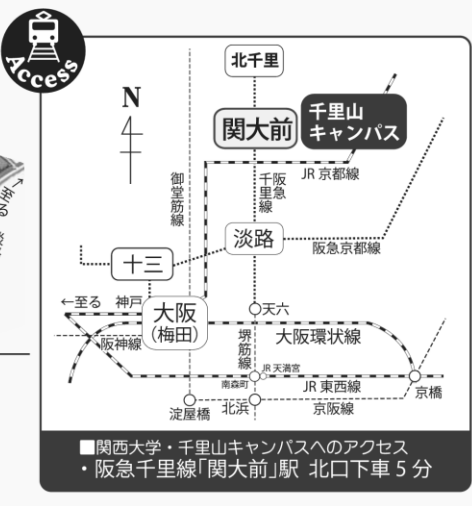 Access
N
北千里
関大前
千里山
キャンパス
JR 京都線
御堂筋線
阪急
千里線
淡路
阪急京都線
十三
←至る 神戸
大阪
(梅田)
天六
阪神線
堺筋線
大阪環状線
JR 天満宮
南森町
JR 東西線
京橋
淀屋橋
北浜
京阪線
■関西大学・千里山キャンパスへのアクセス
・阪急千里線「関大前」駅 北口下車 5 分